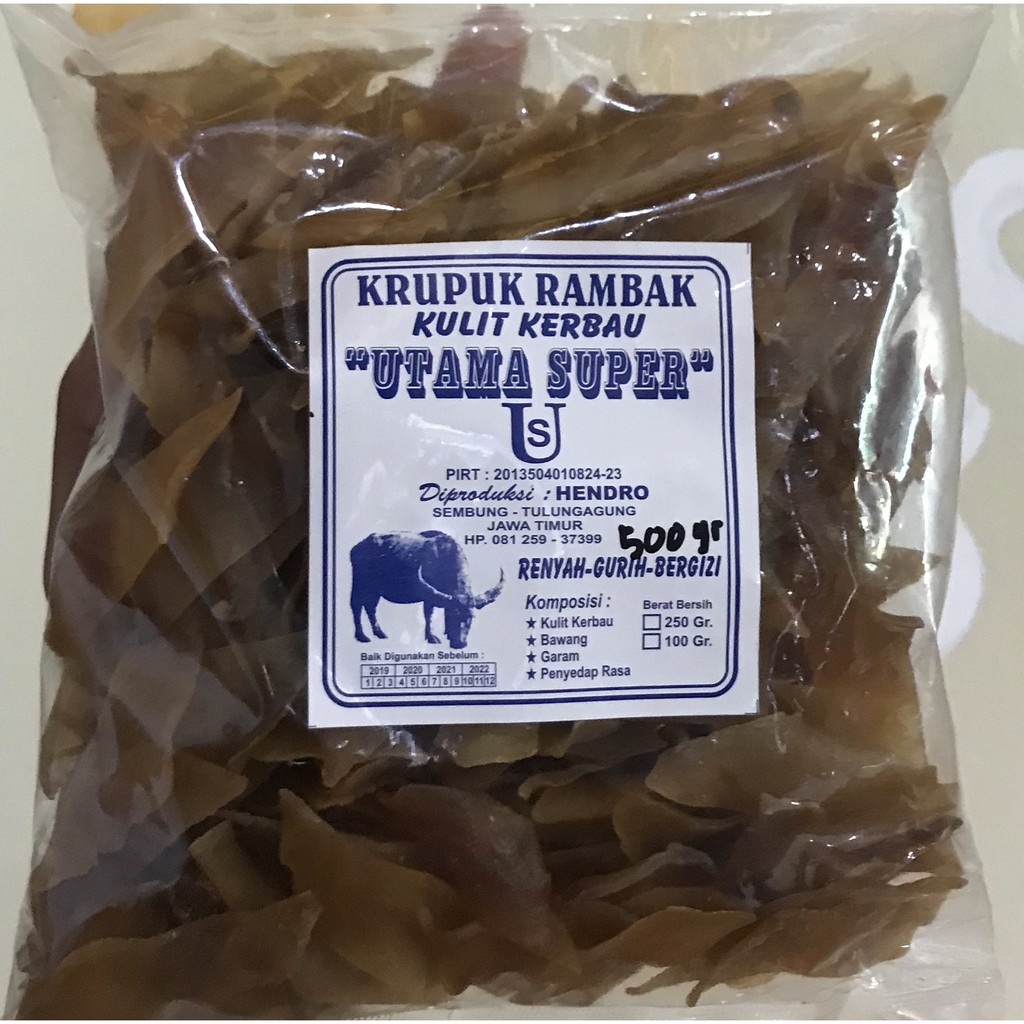 KRUPUK RAMBAK
KULIT KERBAU
"UTAMA SUPER"
US
PIRT : 2013504010824-23
Diproduksi : HENDRO
SEMBUNG - TULUNGAGUNG
JAWA TIMUR
HP. 081 259 - 37399
500 gr
RENYAH-GURIH-BERGIZI
Komposisi :
★ Kulit Kerbau
★ Bawang
★ Garam
★ Penyedap Rasa
Berat Bersih
250 Gr.
100 Gr.
Baik Digunakan Sebelum :
2019 2020 2021 2022
1 2 3 4 5 6 7 8 9 10 11 12